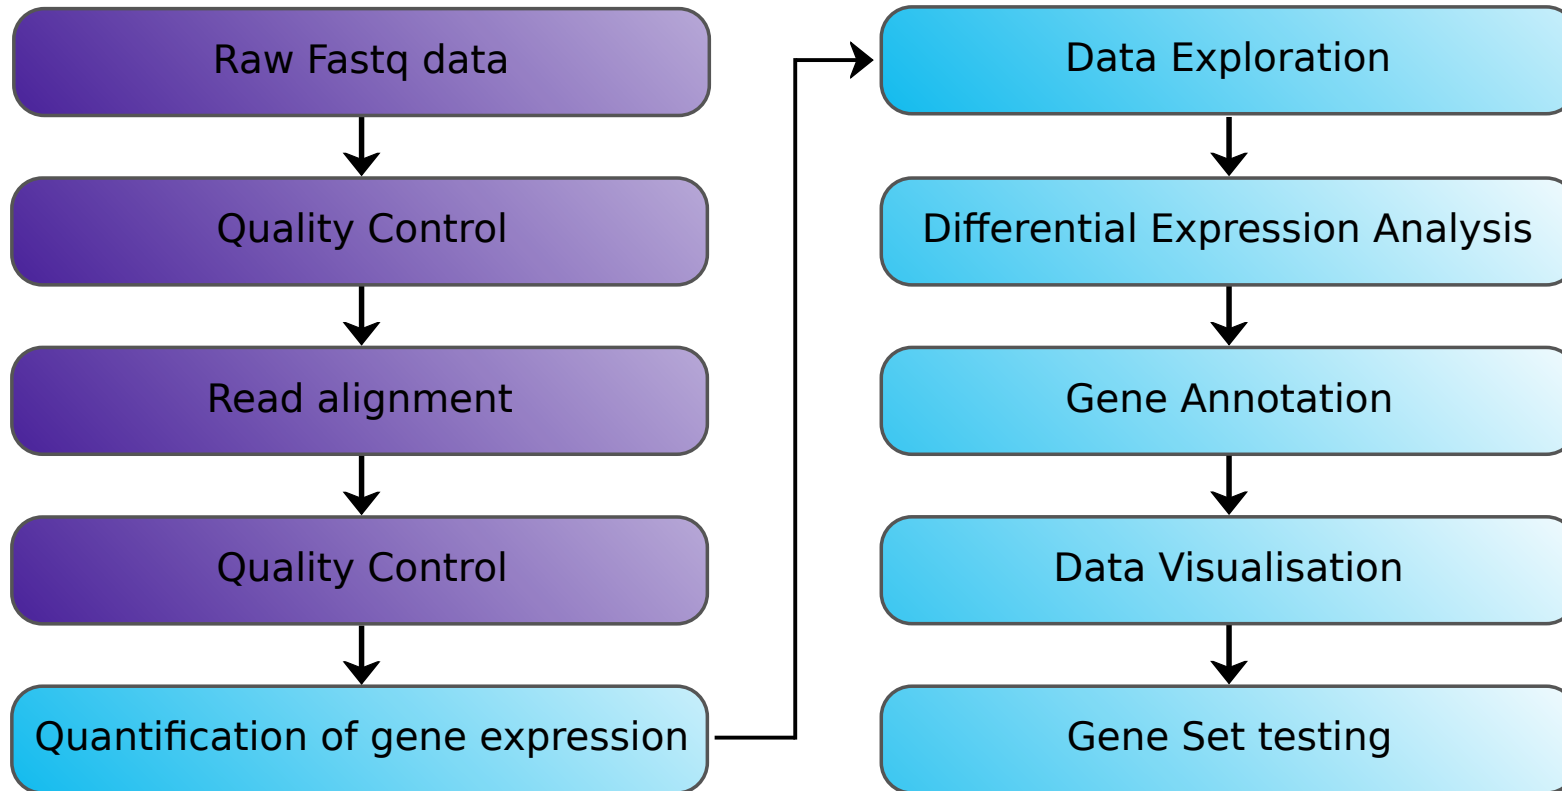 Raw Fastq data
Quality Control
Read alignment
Quality Control
Quantification of gene expression
Data Exploration
Differential Expression Analysis
Gene Annotation
Data Visualisation
Gene Set testing